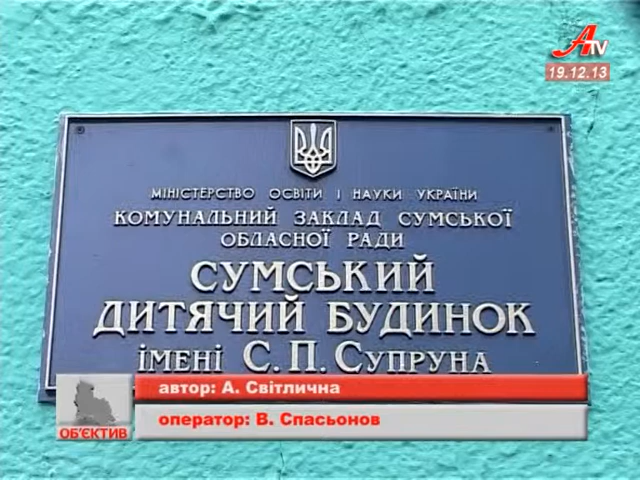 ATV
19.12.13
МІНІСТЕРСТВО ОСВІТИ І НАУКИ УКРАЇНИ
КОМУНАЛЬНИЙ ЗАКЛАД СУМСЬКОЇ
ОБЛАСНОЇ РАДИ
СУМСЬКИЙ
ДИТЯЧИЙ БУДИНОК
ІМЕНІ С. П. СУПРУНА
автор: А. Світлична
оператор: В. Спасьонов
ОБ'ЄКТИВ